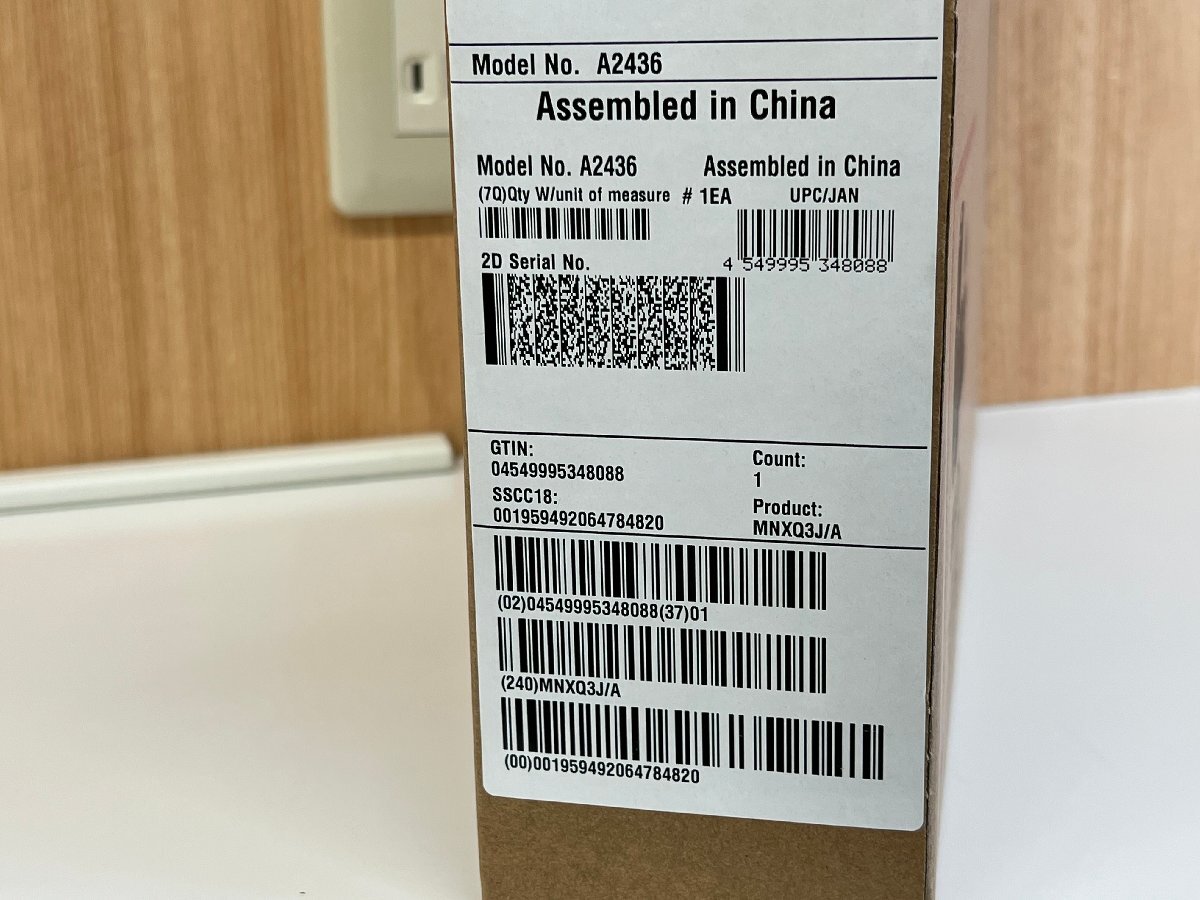 Model No. A2436
Assembled in China
Model No. A2436 Assembled in China
(7Q)Qty W/unit of measure # 1EA UPC/JAN
2D Serial No.
4 549995 348088
GTIN:
04549995348088
Count:
1
SSCC18:
001959492064784820
Product:
MNXQ3J/A
(02)04549995348088(37)01
(240)MNXQ3J/A
(00)001959492064784820